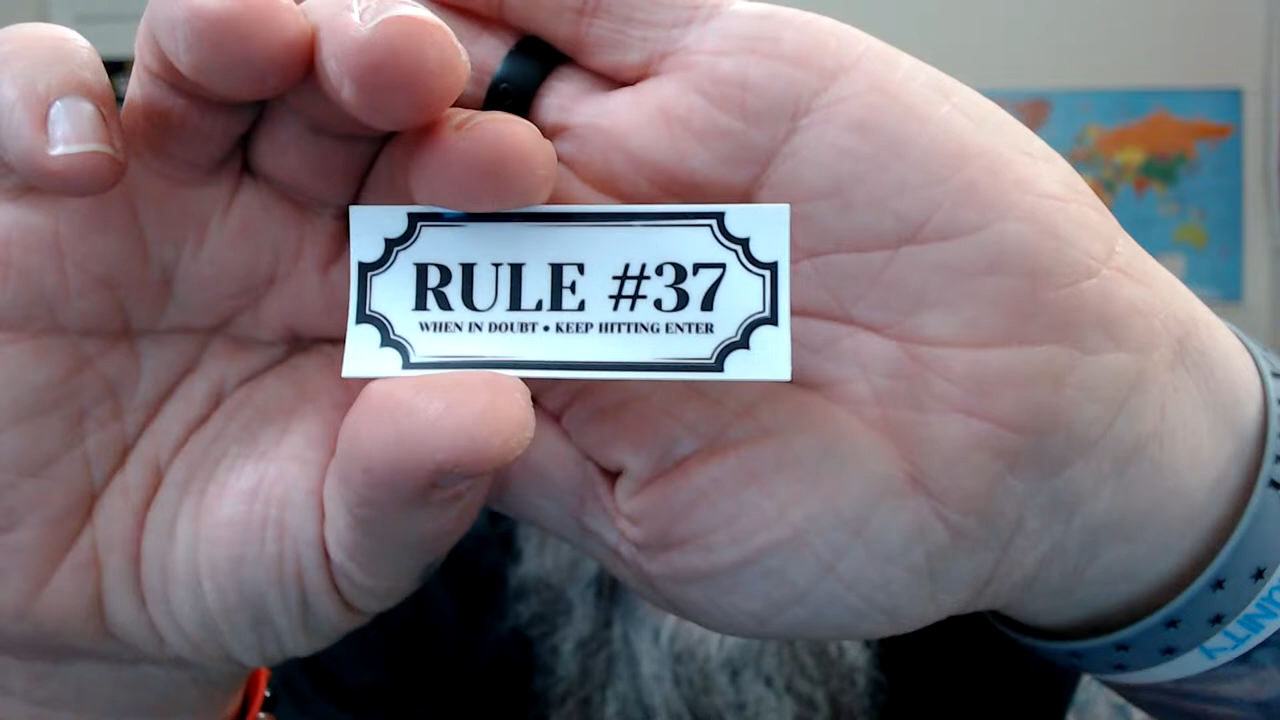 RULE #37
WHEN IN DOUBT • KEEP HITTING ENTER